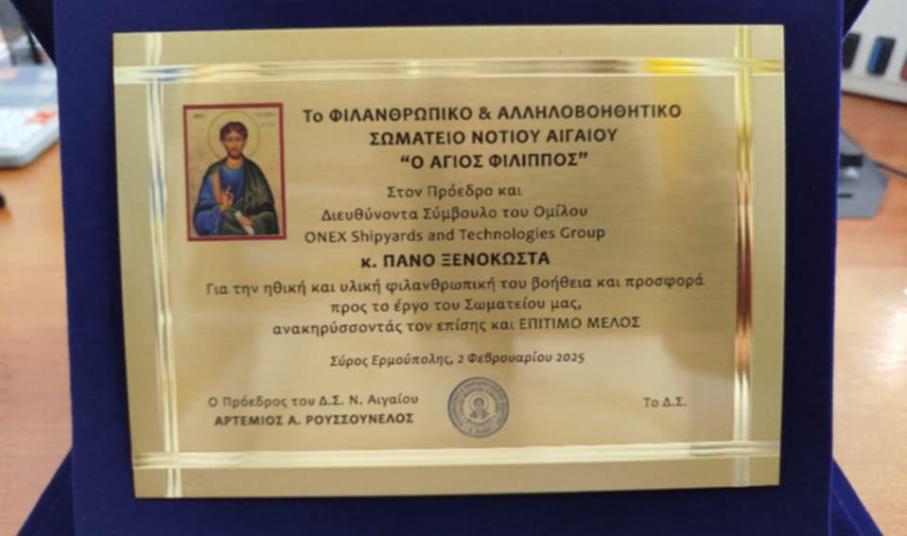 Το ΦΙΛΑΝΘΡΩΠΙΚΟ & ΑΛΛΗΛΟΒΟΗΘΗΤΙΚΟ
ΣΩΜΑΤΕΙΟ ΝΟΤΙΟΥ ΑΙΓΑΙΟΥ
“Ο ΑΓΙΟΣ ΦΙΛΙΠΠΟΣ”
Στον Πρόεδρο και
Διευθύνοντα Σύμβουλο του Ομίλου
ONEX Shipyards and Technologies Group
κ. ΠΑΝΟ ΞΕΝΟΚΩΣΤΑ
Για την ηθική και υλική φιλανθρωπική του βοήθεια και προσφορά
προς το έργο του Σωματείου μας,
ανακηρύσσοντάς τον επίσης και ΕΠΙΤΙΜΟ ΜΕΛΟΣ
Σύρος Ερμούπολης, 2 Φεβρουαρίου 2025
Ο Πρόεδρος του Δ.Σ. Ν. Αιγαίου
ΑΡΤΕΜΙΟΣ Α. ΡΟΥΣΣΟΥΝΕΛΟΣ
Το Δ.Σ.